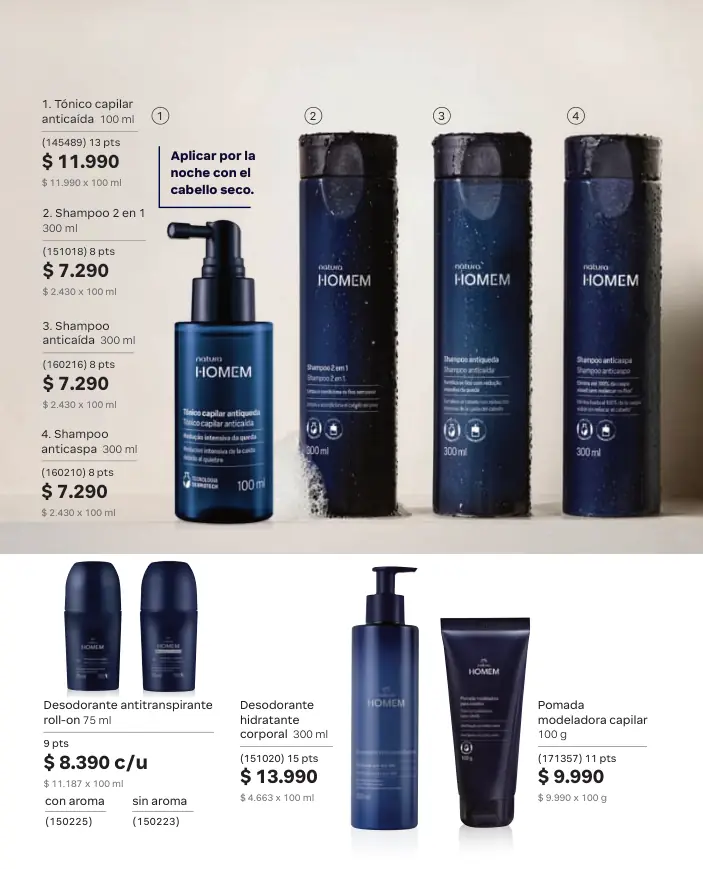 1. Tónico capilar
anticaída 100 ml
(145489) 13 pts
$ 11.990
$ 11.990 x 100 ml
2. Shampoo 2 en 1
300 ml
(151018) 8 pts
$ 7.290
$ 2.430 x 100 ml
3. Shampoo
anticaída 300 ml
(160216) 8 pts
$ 7.290
$ 2.430 x 100 ml
4. Shampoo
anticaspa 300 ml
(160210) 8 pts
$ 7.290
$ 2.430 x 100 ml
1
2
3
4
Aplicar por la
noche con el
cabello seco.
natura
HOMEM
Tónico capilar antiqueda
Tónico capilar anticaída
Redução intensiva da queda
TECNOLOGIA
DERMOTECH
100 ml
natura
HOMEM
Shampoo 2 em 1
Shampoo 2 en 1
300 ml
natura
HOMEM
Shampoo antiqueda
Shampoo anticaída
300 ml
natura
HOMEM
Shampoo anticaspa
Shampoo anticaspa
300 ml
HOMEM
HOMEM
Desodorante antitranspirante
roll-on 75 ml
9 pts
$ 8.390 c/u
$ 11.187 x 100 ml
con aroma
(150225)
sin aroma
(150223)
Desodorante
hidratante
corporal 300 ml
(151020) 15 pts
$ 13.990
$ 4.663 x 100 ml
HOMEM
HOMEM
100 g
Pomada
modeladora capilar
100 g
(171357) 11 pts
$ 9.990
$ 9.990 x 100 g